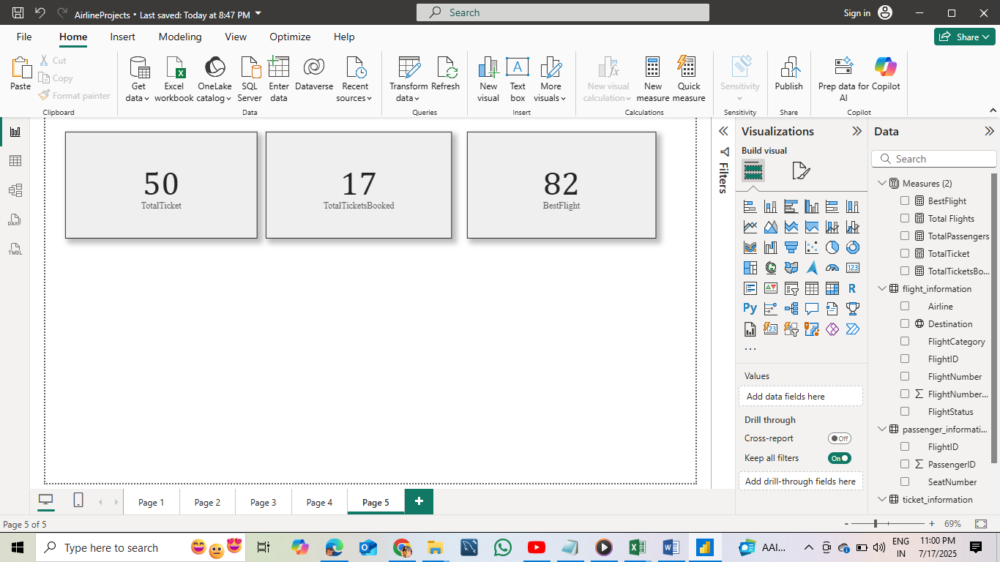 AirlineProjects • Last saved: Today at 8:47 PM
Search
Sign in
File Home Insert Modeling View Optimize Help
Share
Paste
Cut
Copy
Format painter
Clipboard
Get data
Excel workbook
OneLake catalog
SQL Server
Enter data
Dataverse
Recent sources
Data
Transform data
Refresh
Queries
New visual
Text box
More visuals
Insert
New visual calculation
New measure
Quick measure
Calculations
Sensitivity
Sensitivity
Publish
Share
Prep data for AI
Copilot
Copilot
50
TotalTicket
17
TotalTicketsBooked
82
BestFlight
Filters
Visualizations
Build visual
123
R
Py
123
...
Values
Add data fields here
Drill through
Cross-report
Off
Keep all filters
On
Add drill-through fields here
Data
Search
Measures (2)
BestFlight
Total Flights
TotalPassengers
TotalTicket
TotalTicketsBo...
flight_information
Airline
Destination
FlightCategory
FlightID
FlightNumber
FlightNumber...
FlightStatus
passenger_informati...
FlightID
PassengerID
SeatNumber
ticket_information
DAX
TMDL
Page 1
Page 2
Page 3
Page 4
Page 5
+
Page 5 of 5
- + 69%
Type here to search
AAI...
ENG
IN
11:00 PM
7/17/2025